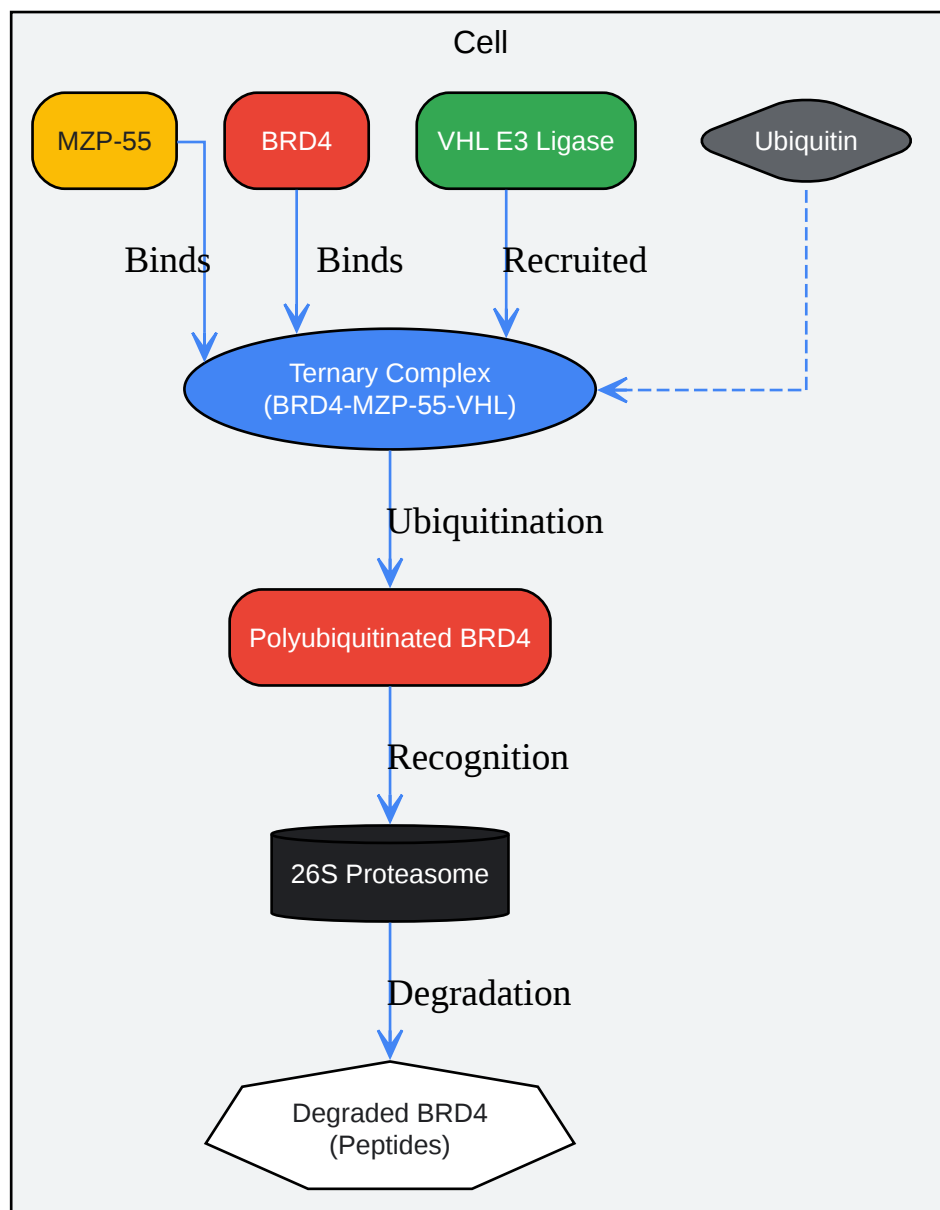 Cell
MZP-55
BRD4
VHL E3 Ligase
Ubiquitin
Binds
Binds
Recruited
Ternary Complex
(BRD4-MZP-55-VHL)
Ubiquitination
Polyubiquitinated BRD4
Recognition
26S Proteasome
Degradation
Degraded BRD4
(Peptides)